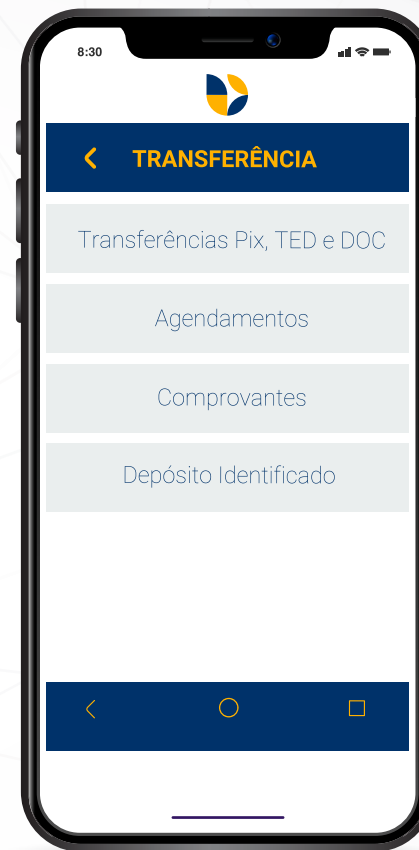 8:30
TRANSFERÊNCIA
Transferências Pix, TED e DOC
Agendamentos
Comprovantes
Depósito Identificado